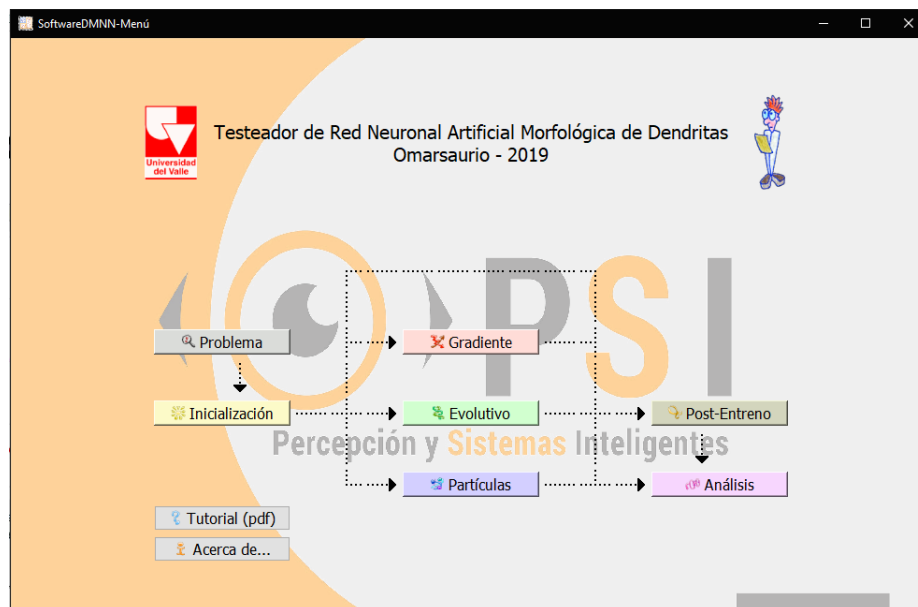 SoftwareDMNN-Menú
Testeador de Red Neuronal Artificial Morfológica de Dendritas
Omarsaurio - 2019
Universidad
del Valle
PSI
Problema
Gradiente
Inicialización
Evolutivo
Post-Entreno
Percepción y Sistemas Inteligentes
Partículas
Análisis
Tutorial (pdf)
Acerca de...